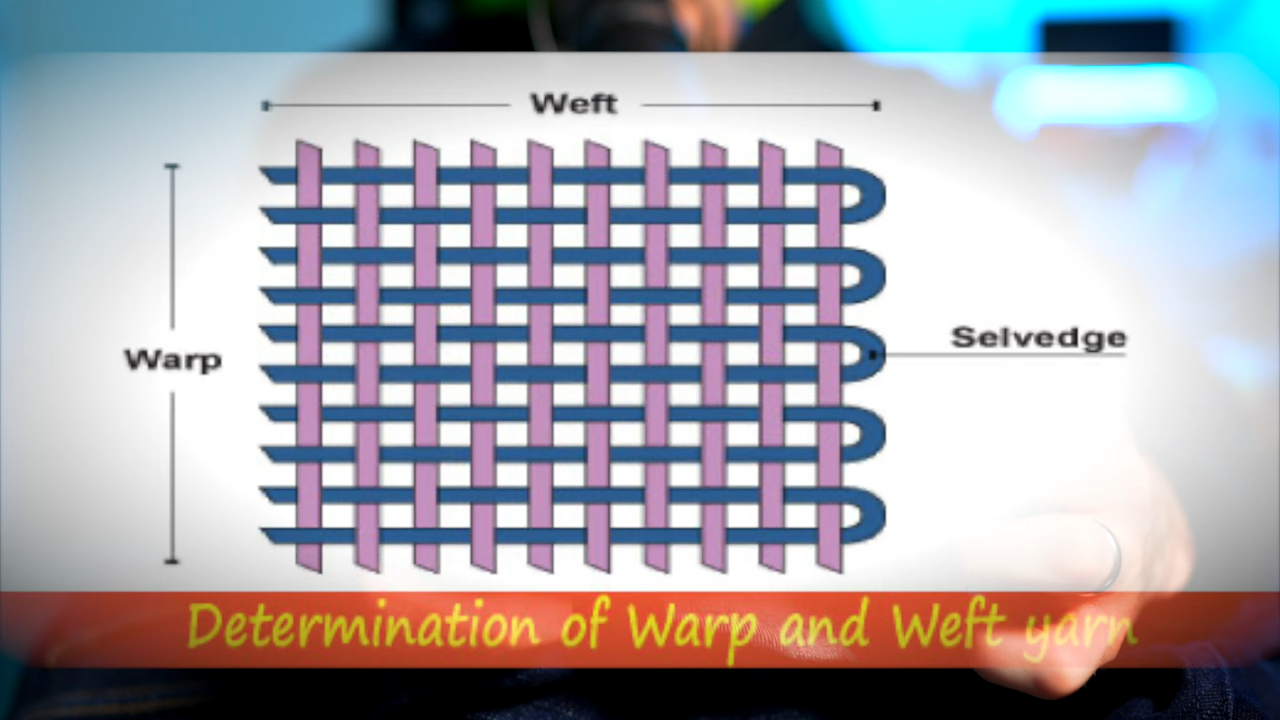 Weft
Selvedge
Warp
Determination of Warp and Weft yarn